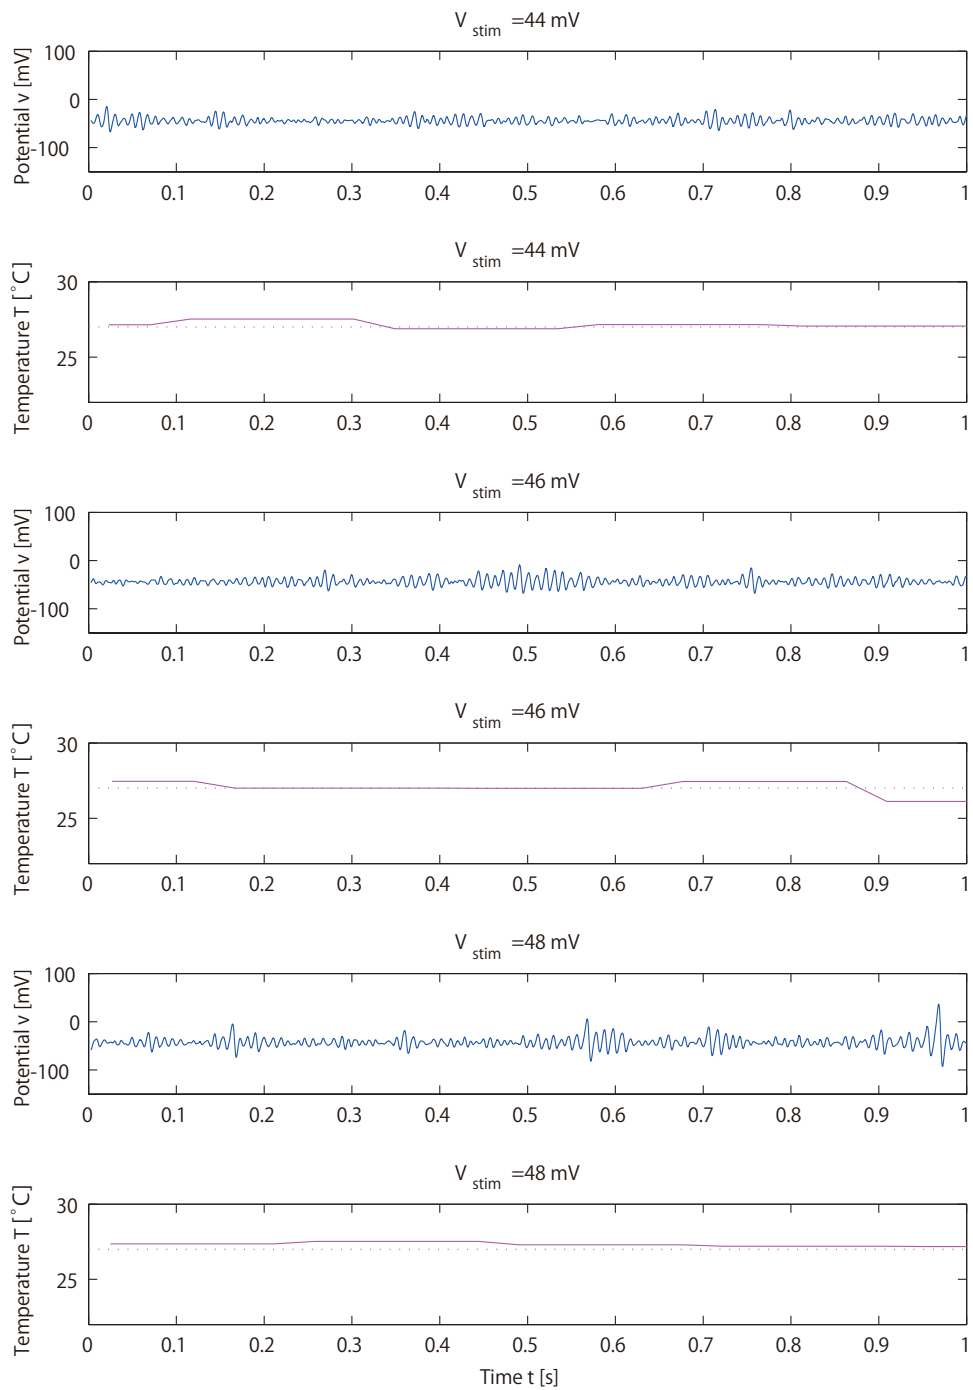 V stim =44 mV
Potential v [mV]
100
0
-100
0 0.1 0.2 0.3 0.4 0.5 0.6 0.7 0.8 0.9 1
V stim =44 mV
Temperature T [˚C]
30
25
0 0.1 0.2 0.3 0.4 0.5 0.6 0.7 0.8 0.9 1
V stim =46 mV
Potential v [mV]
100
0
-100
0 0.1 0.2 0.3 0.4 0.5 0.6 0.7 0.8 0.9 1
V stim =46 mV
Temperature T [˚C]
30
25
0 0.1 0.2 0.3 0.4 0.5 0.6 0.7 0.8 0.9 1
V stim =48 mV
Potential v [mV]
100
0
-100
0 0.1 0.2 0.3 0.4 0.5 0.6 0.7 0.8 0.9 1
V stim =48 mV
Temperature T [˚C]
30
25
0 0.1 0.2 0.3 0.4 0.5 0.6 0.7 0.8 0.9 1
Time t [s]